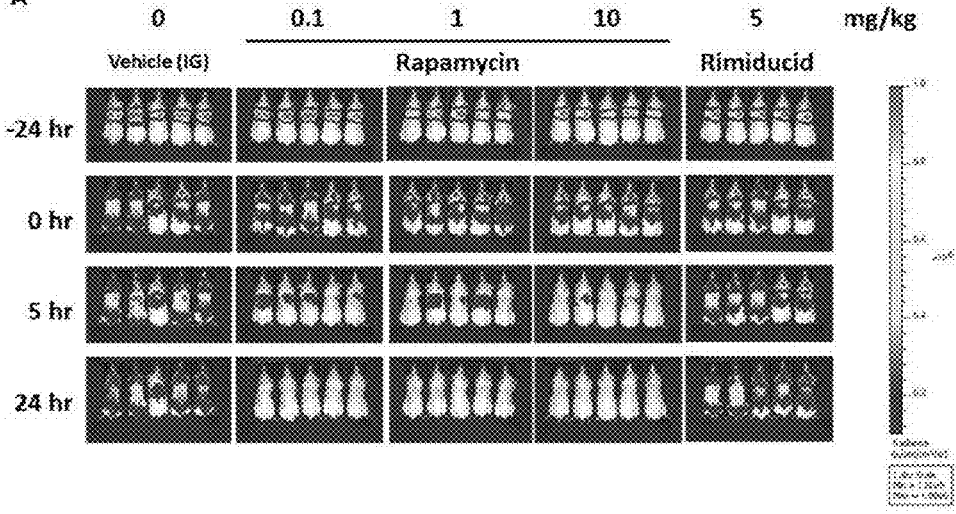 A
0 0.1 1 10 5 mg/kg
Vehicle (IG) Rapamycin Rimiducid
-24 hr
0 hr
5 hr
24 hr